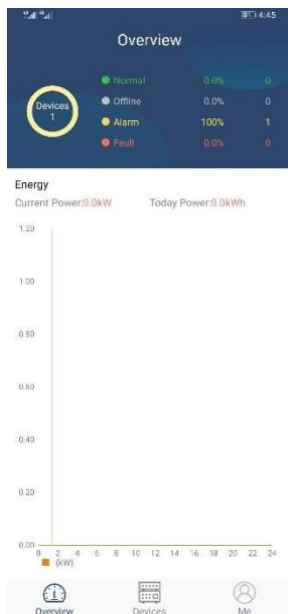 4:45
Overview
Devices
1
Normal 0.0% 0
Offline 0.0% 0
Alarm 100% 1
Fault 0.0% 0
Energy
Current Power:0.0kW Today Power:0.0kWh
1.20
1.00
0.80
0.60
0.40
0.20
0.00
0 2 4 6 8 10 12 14 16 18 20 22 24
(kW)
Overview Devices Me